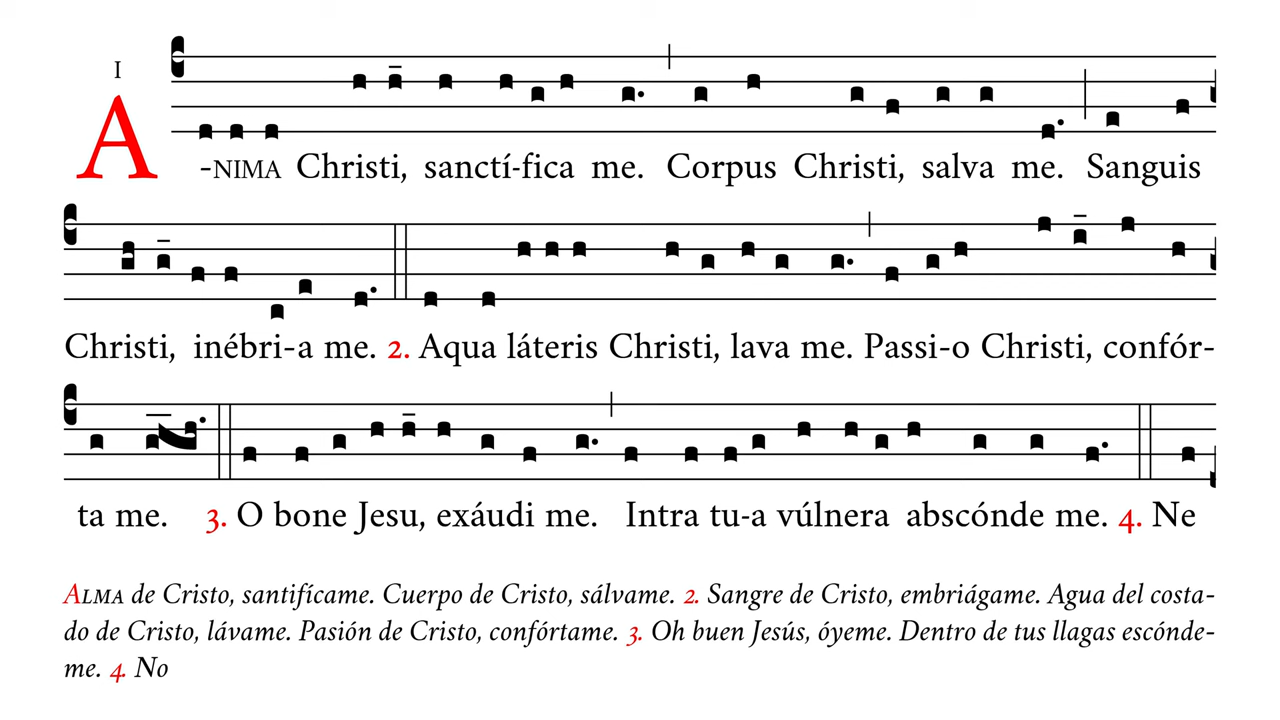 I
A-NIMA Christi, sanctí-fica me. Corpus Christi, salva me. Sanguis
Christi, inébri-a me. 2. Aqua láteris Christi, lava me. Passi-o Christi, confór-
ta me. 3. O bone Jesu, exáudi me. Intra tu-a vúlnera abscónde me. 4. Ne
ALMA de Cristo, santifícame. Cuerpo de Cristo, sálvame. 2. Sangre de Cristo, embriágame. Agua del costa-
do de Cristo, lávame. Pasión de Cristo, confórtame. 3. Oh buen Jesús, óyeme. Dentro de tus llagas escónde-
me. 4. No